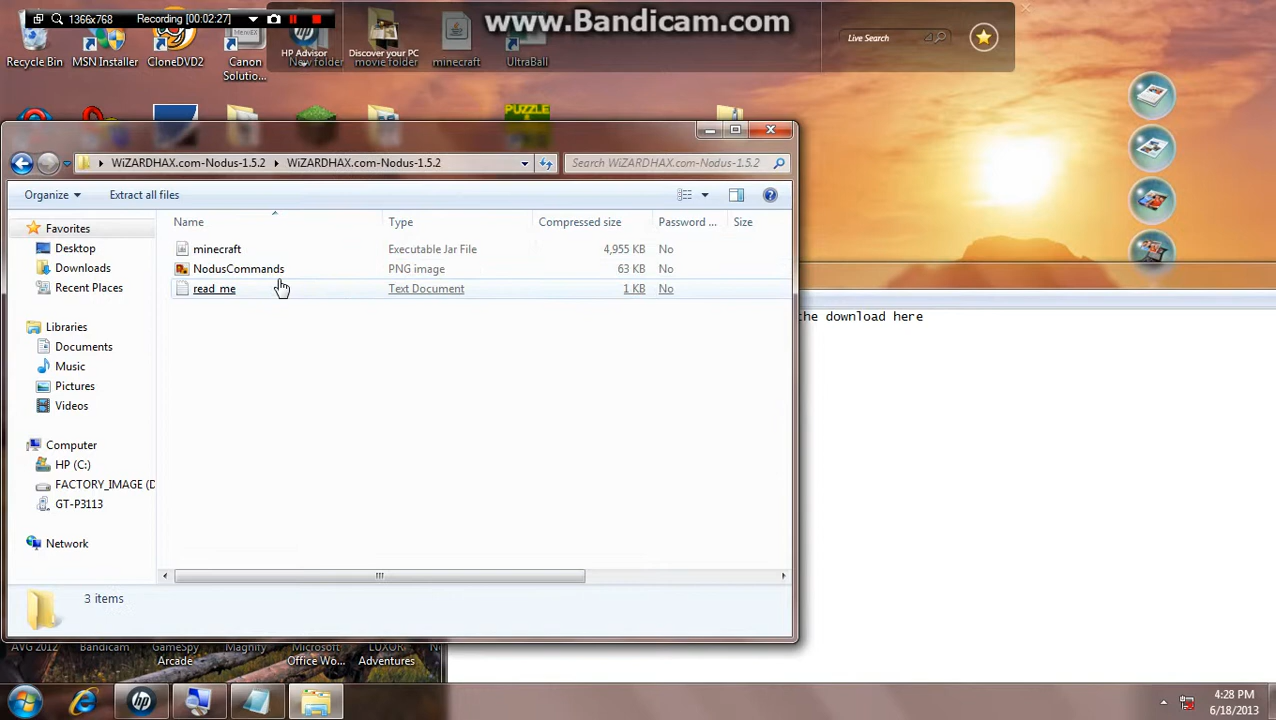 1366x768 Recording [00:02:27]
www.Bandicam.com
Recycle Bin MSN Installer CloneDVD2 Canon Solutio... HP Advisor New folder Discover your PC movie folder minecraft UltraBall Live Search
PUZZLE
WiZARDHAX.com-Nodus-1.5.2 WiZARDHAX.com-Nodus-1.5.2 Search WiZARDHAX.com-Nodus-1.5.2
Organize Extract all files
Name Type Compressed size Password ... Size
Favorites
Desktop
Downloads
Recent Places
Libraries
Documents
Music
Pictures
Videos
Computer
HP (C:)
FACTORY_IMAGE (D
GT-P3113
Network
minecraft Executable Jar File 4,955 KB No
NodusCommands PNG image 63 KB No
read_me Text Document 1 KB No
the download here
3 items
AVG 2012 GameSpy Arcade Magnify Microsoft Office Wo... LUXOR Adventures
4:28 PM
6/18/2013